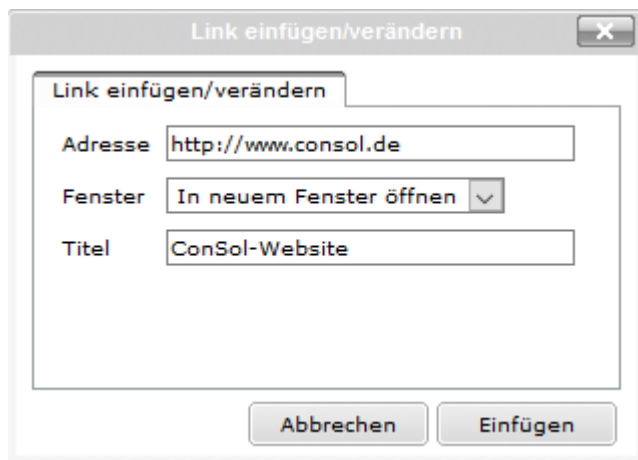 Link einfügen/verändern
Link einfügen/verändern
Adresse http://www.consol.de
Fenster In neuem Fenster öffnen
Titel ConSol-Website
Abbrechen Einfügen